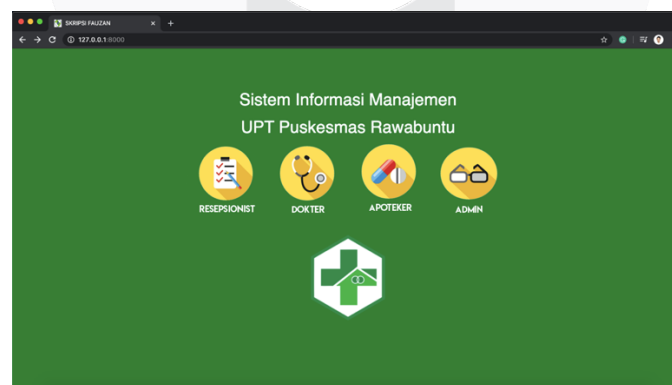 SKRIPSI FAUZAN
127.0.0.1:8000
Sistem Informasi Manajemen
UPT Puskesmas Rawabuntu
RESEPSIONIST
DOKTER
APOTEKER
ADMIN